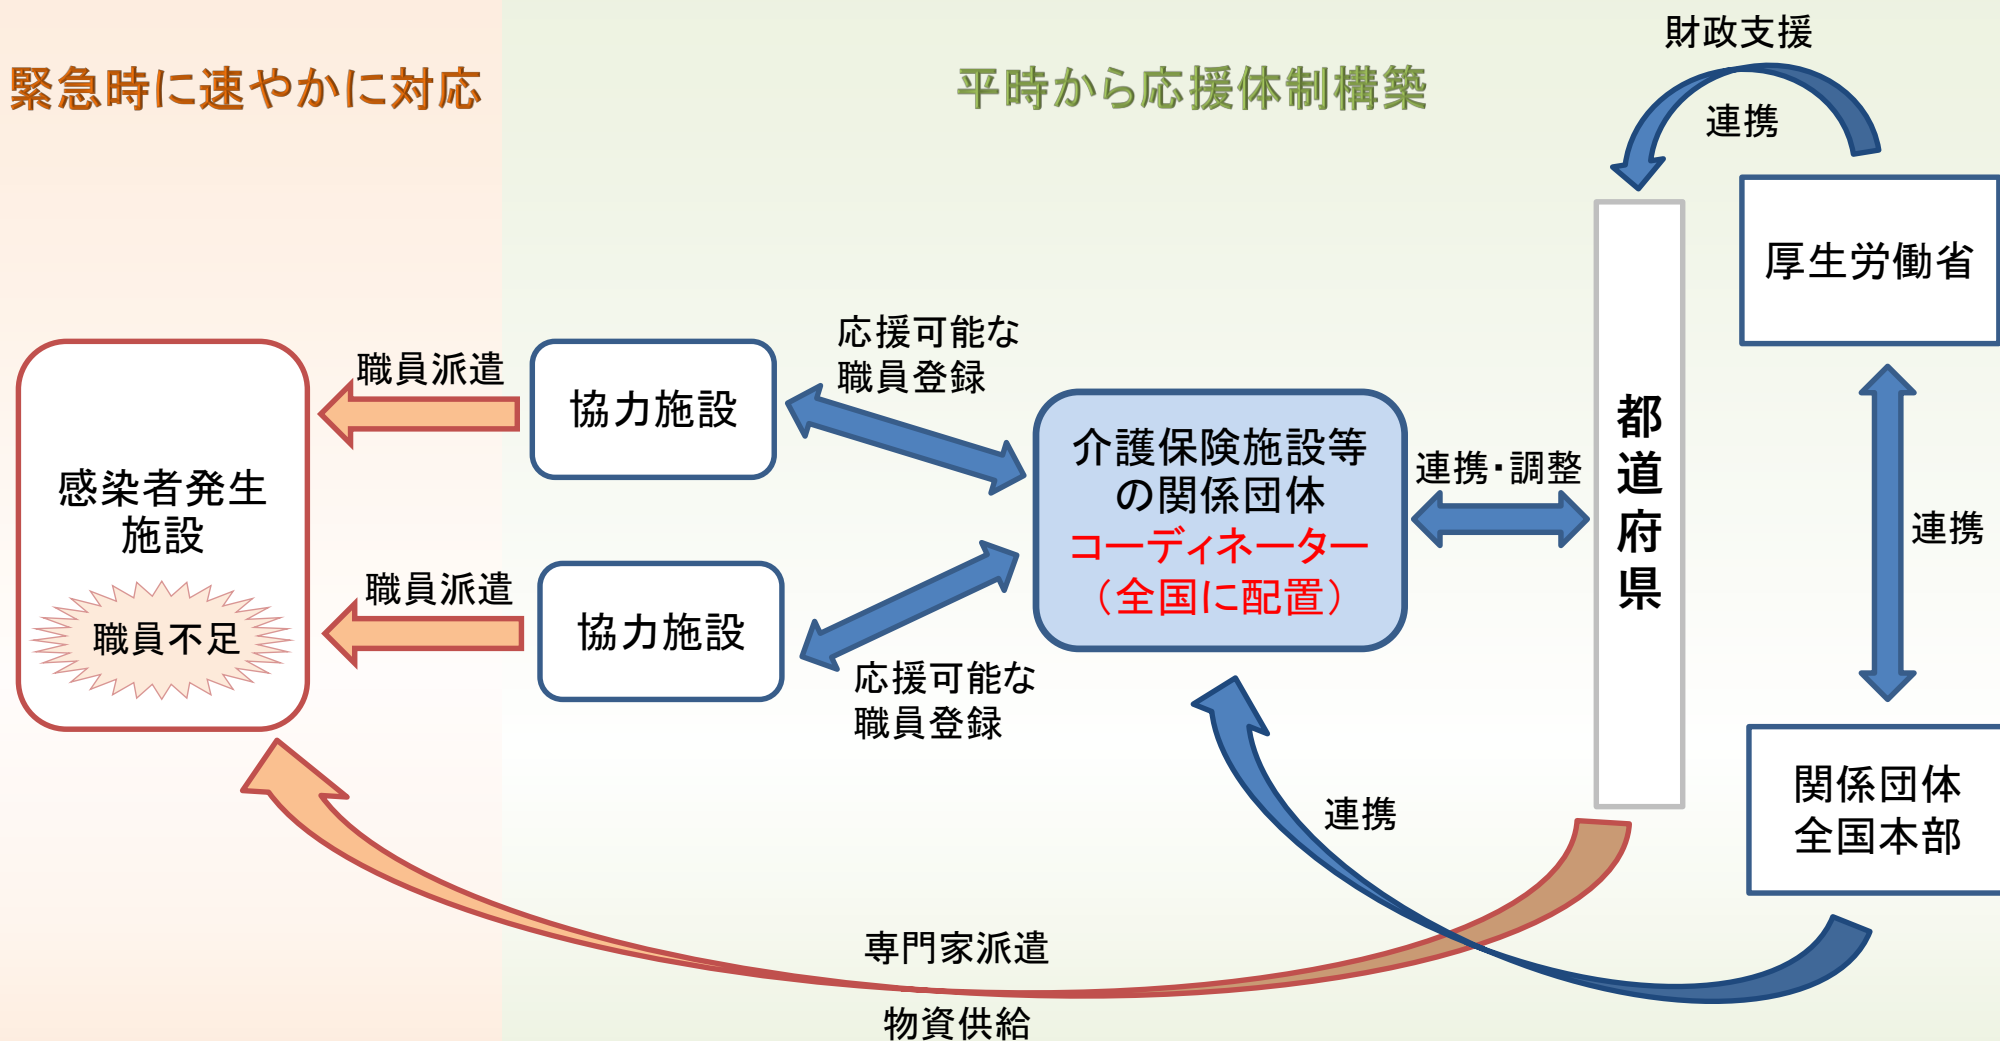 財政支援
緊急時に速やかに対応
平時から応援体制構築
連携
厚生労働省
応援可能な
職員登録
職員派遣
協力施設
都道府県
介護保険施設等
の関係団体
コーディネーター
（全国に配置）
連携・調整
感染者発生
施設
連携
職員派遣
協力施設
職員不足
応援可能な
職員登録
関係団体
全国本部
連携
専門家派遣
物資供給